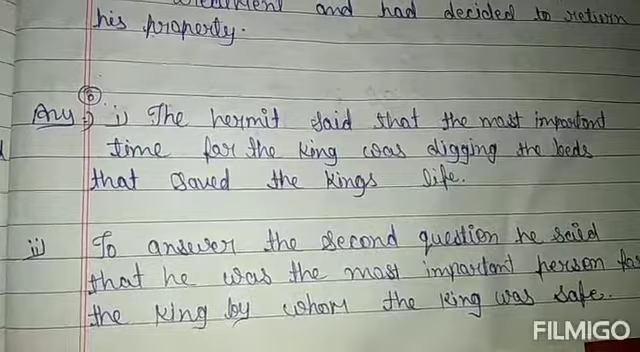 and had decided to return
his property.
6
Ans:) i) The hermit said that the most important
time for the king was digging the beds
that saved the kings life.
ii) To answer the second question he said
that he was the most important person for
the king by whom the king was safe.
FILMIGO